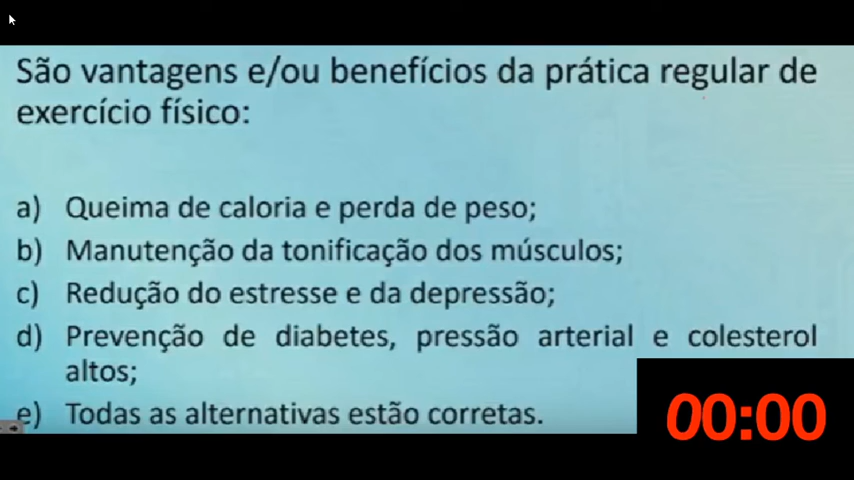 São vantagens e/ou benefícios da prática regular de
exercício físico:
a) Queima de caloria e perda de peso;
b) Manutenção da tonificação dos músculos;
c) Redução do estresse e da depressão;
d) Prevenção de diabetes, pressão arterial e colesterol
altos;
e) Todas as alternativas estão corretas.
00:00